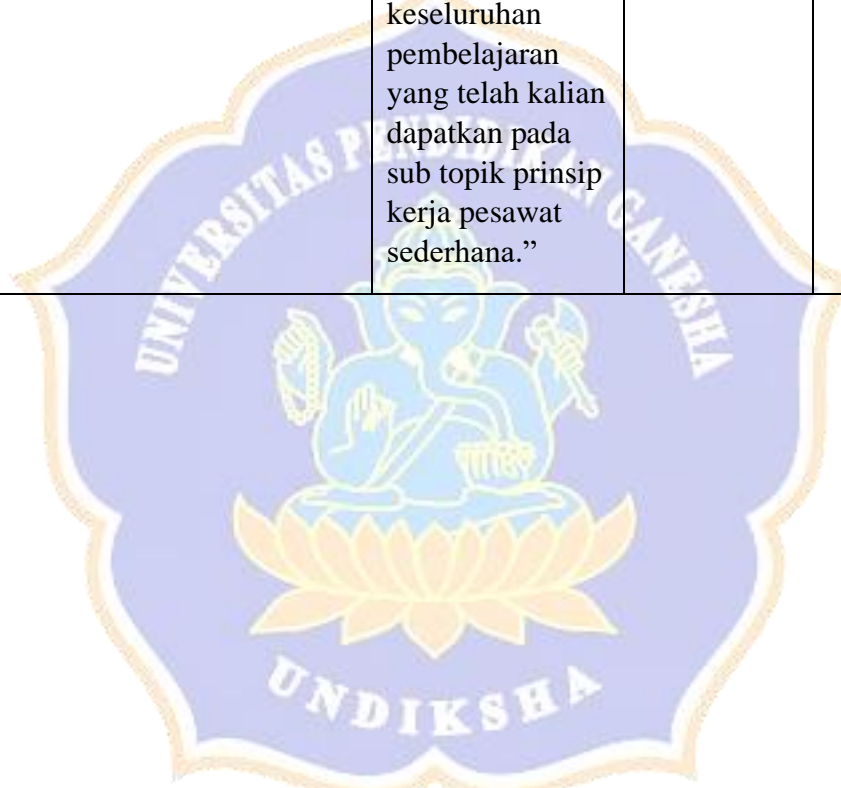 keseluruhan
pembelajaran
yang telah kalian
dapatkan pada
sub topik prinsip
kerja pesawat
sederhana.”
UNIVERSITAS PENDIDIKAN GANESHA
UNDIKSHA